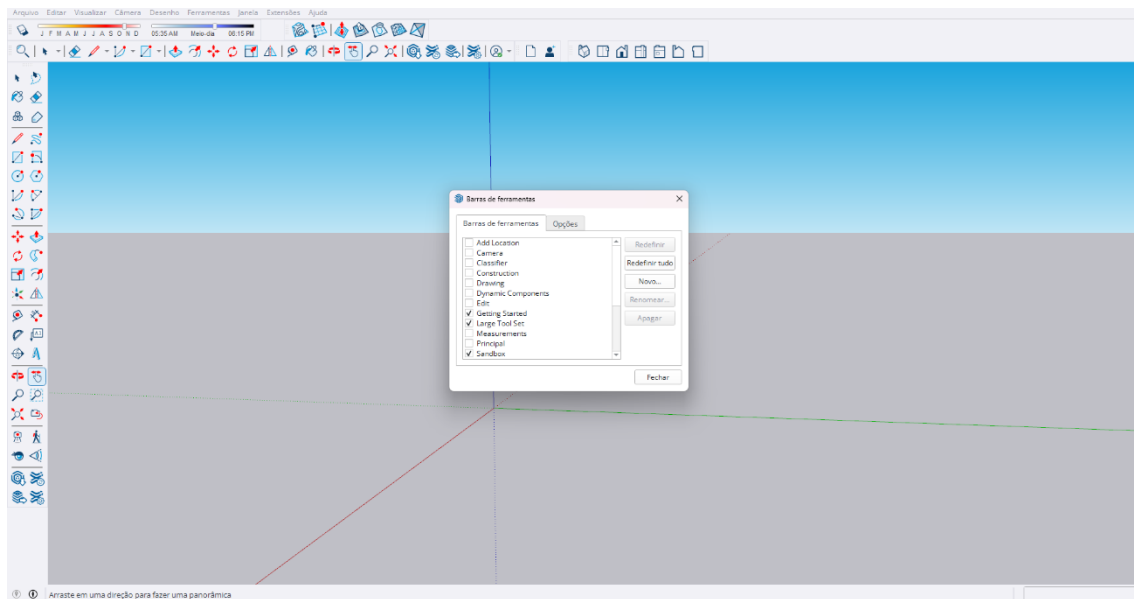 Arquivo Editar Visualizar Câmera Desenho Ferramentas Janela Extensões Ajuda
J F M A M J J A S O N D 05:35 AM Meio-dia 06:15 PM
Barras de ferramentas
Barras de ferramentas Opções
Add Location
Camera
Classifier
Construction
Drawing
Dynamic Components
Edit
Getting Started
Large Tool Set
Measurements
Principal
Sandbox
Redefinir
Redefinir tudo
Novo...
Renomear...
Apagar
Fechar
Arraste em uma direção para fazer uma panorâmica